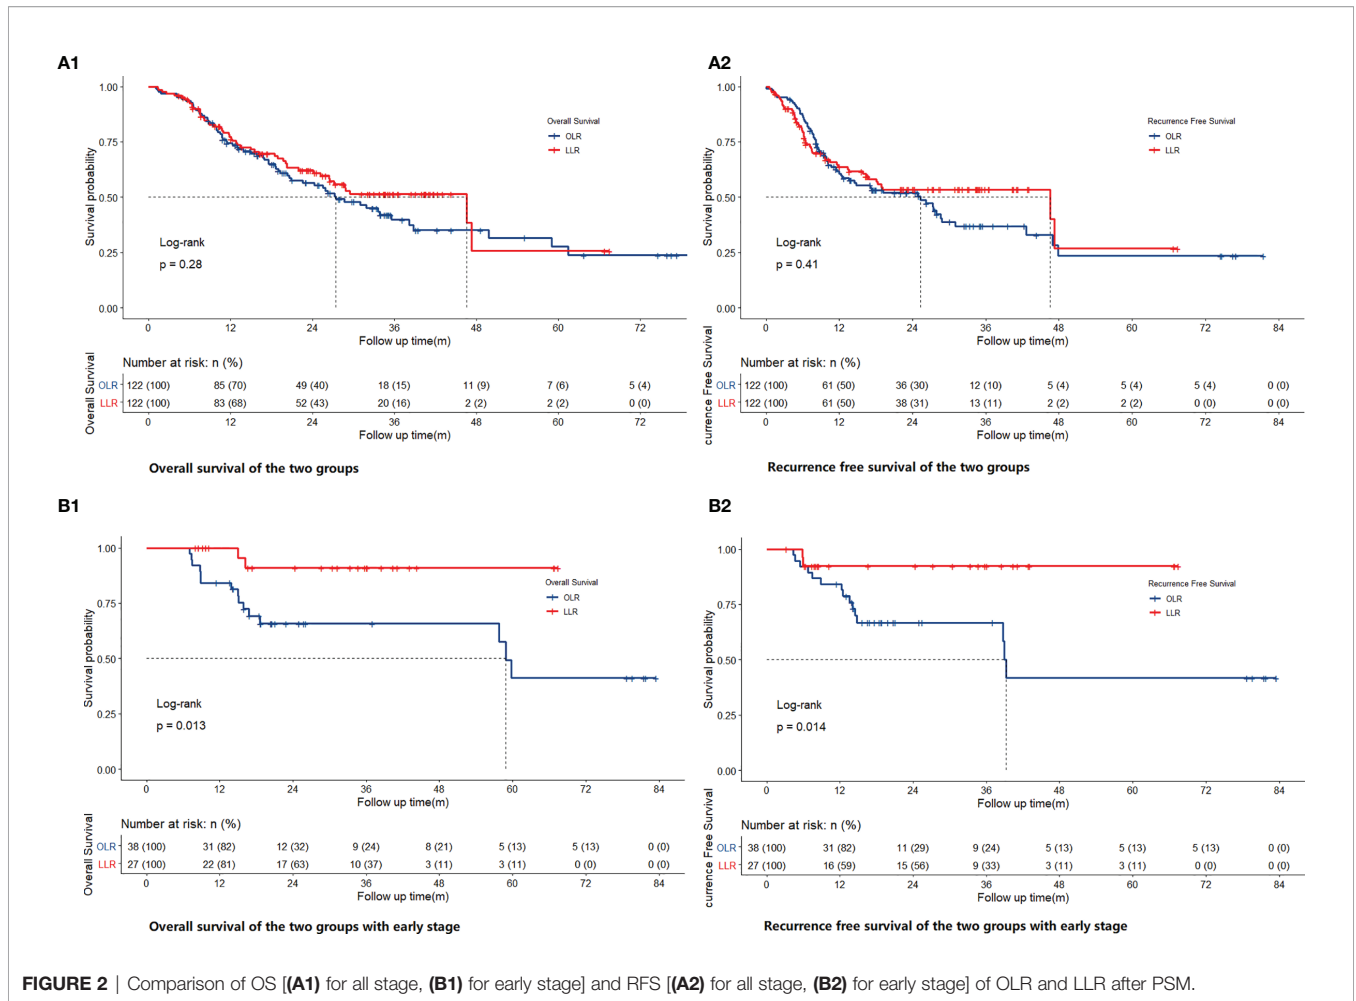 A1
1.00
0.75
0.50
0.25
0.00
Survival probability
Overall Survival
OLR
LLR
Log-rank
p = 0.28
0 12 24 36 48 60 72
Follow up time(m)
Number at risk: n (%)
Overall Survival
OLR 122 (100) 85 (70) 49 (40) 18 (15) 11 (9) 7 (6) 5 (4)
LLR 122 (100) 83 (68) 52 (43) 20 (16) 2 (2) 2 (2) 0 (0)
0 12 24 36 48 60 72
Follow up time(m)
Overall survival of the two groups
A2
1.00
0.75
0.50
0.25
0.00
Survival probability
Recurrence Free Survival
OLR
LLR
Log-rank
p = 0.41
0 12 24 36 48 60 72 84
Follow up time(m)
Number at risk: n (%)
currence Free Survival
OLR 122 (100) 61 (50) 36 (30) 12 (10) 5 (4) 5 (4) 5 (4) 0 (0)
LLR 122 (100) 61 (50) 38 (31) 13 (11) 2 (2) 2 (2) 0 (0) 0 (0)
0 12 24 36 48 60 72 84
Follow up time(m)
Recurrence free survival of the two groups
B1
1.00
0.75
0.50
0.25
0.00
Survival probability
Overall Survival
OLR
LLR
Log-rank
p = 0.013
0 12 24 36 48 60 72 84
Follow up time(m)
Number at risk: n (%)
Overall Survival
OLR 38 (100) 31 (82) 12 (32) 9 (24) 8 (21) 5 (13) 5 (13) 0 (0)
LLR 27 (100) 22 (81) 17 (63) 10 (37) 3 (11) 3 (11) 0 (0) 0 (0)
0 12 24 36 48 60 72 84
Follow up time(m)
Overall survival of the two groups with early stage
B2
1.00
0.75
0.50
0.25
0.00
Survival probability
Recurrence Free Survival
OLR
LLR
Log-rank
p = 0.014
0 12 24 36 48 60 72 84
Follow up time(m)
Number at risk: n (%)
currence Free Survival
OLR 38 (100) 31 (82) 11 (29) 9 (24) 5 (13) 5 (13) 5 (13) 0 (0)
LLR 27 (100) 16 (59) 15 (56) 9 (33) 3 (11) 3 (11) 0 (0) 0 (0)
0 12 24 36 48 60 72 84
Follow up time(m)
Recurrence free survival of the two groups with early stage
FIGURE 2 | Comparison of OS [(A1) for all stage, (B1) for early stage] and RFS [(A2) for all stage, (B2) for early stage] of OLR and LLR after PSM.